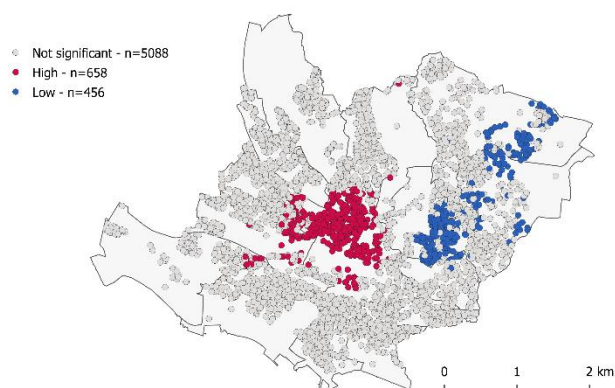 Not significant - n=5088
High - n=658
Low - n=456
0 1 2 km